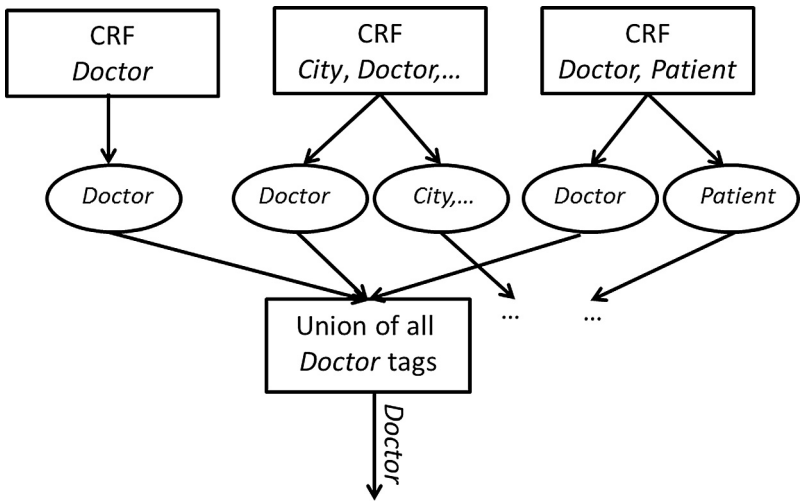 CRF
Doctor
CRF
City, Doctor,...
CRF
Doctor, Patient
Doctor
Doctor
City,...
Doctor
Patient
Union of all
Doctor tags
...
...
Doctor